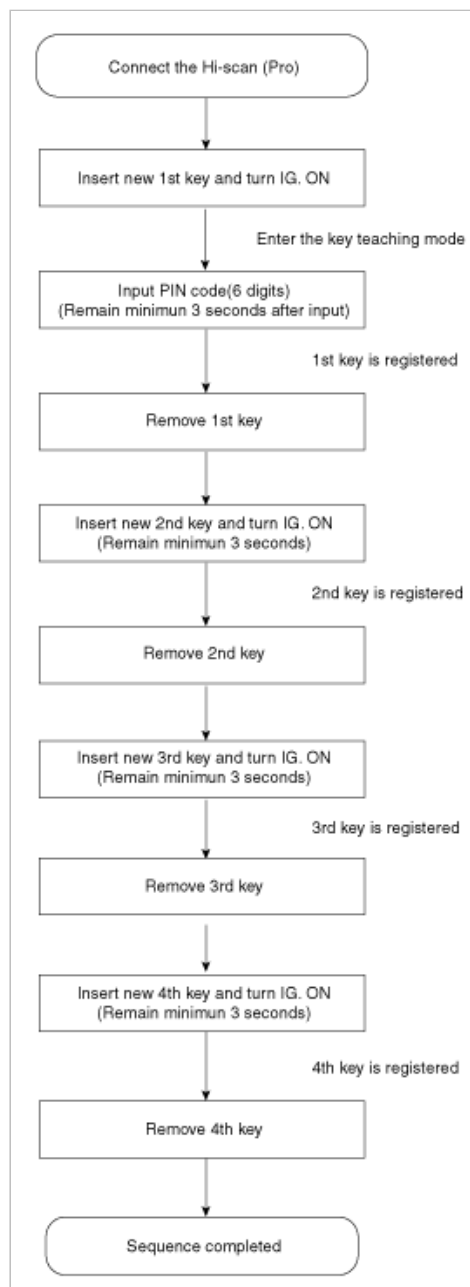 Connect the Hi-scan (Pro)
Insert new 1st key and turn IG. ON
Enter the key teaching mode
Input PIN code(6 digits)
(Remain minimun 3 seconds after input)
1st key is registered
Remove 1st key
Insert new 2nd key and turn IG. ON
(Remain minimun 3 seconds)
2nd key is registered
Remove 2nd key
Insert new 3rd key and turn IG. ON
(Remain minimun 3 seconds)
3rd key is registered
Remove 3rd key
Insert new 4th key and turn IG. ON
(Remain minimun 3 seconds)
4th key is registered
Remove 4th key
Sequence completed